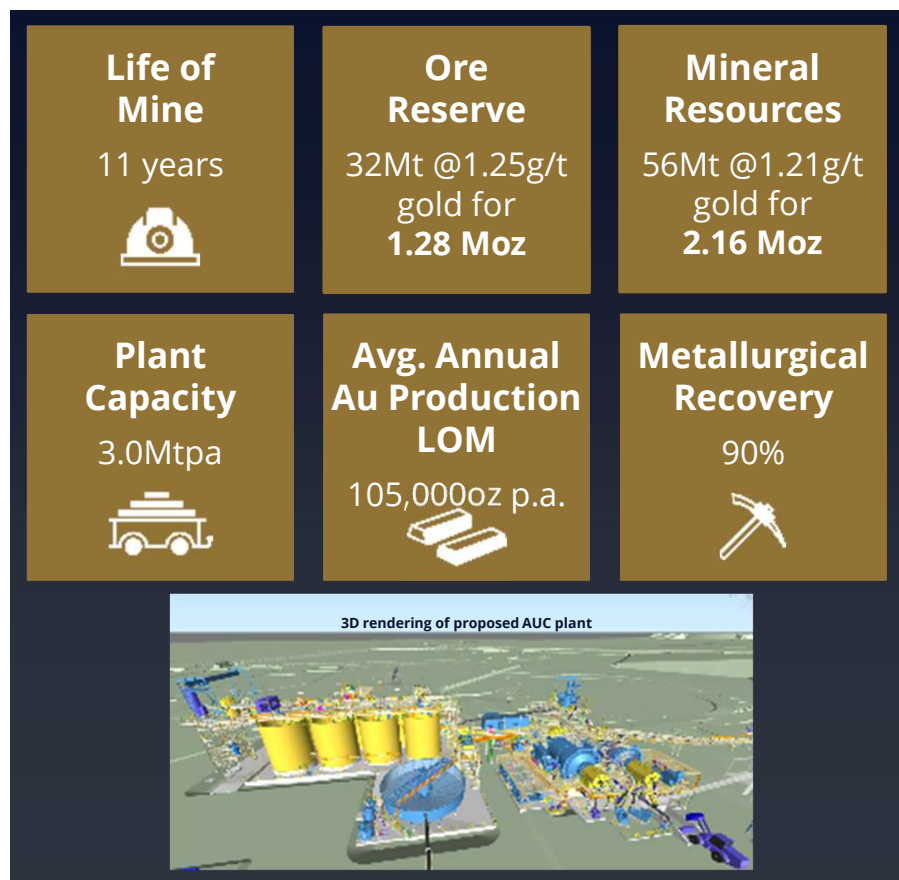 Life of
Mine
11 years
Ore
Reserve
32Mt @1.25g/t
gold for
1.28 Moz
Mineral
Resources
56Mt @1.21g/t
gold for
2.16 Moz
Plant
Capacity
3.0Mtpa
Avg. Annual
Au Production
LOM
105,000oz p.a.
Metallurgical
Recovery
90%
3D rendering of proposed AUC plant